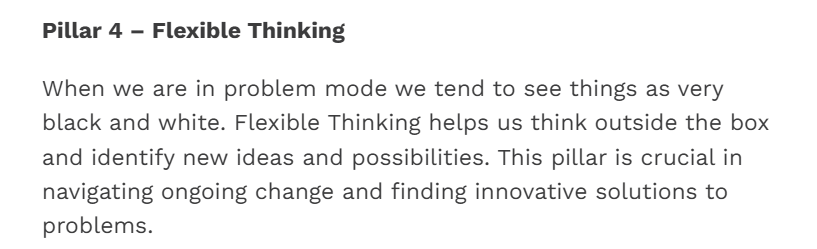 Pillar 4 – Flexible Thinking
When we are in problem mode we tend to see things as very
black and white. Flexible Thinking helps us think outside the box
and identify new ideas and possibilities. This pillar is crucial in
navigating ongoing change and finding innovative solutions to
problems.